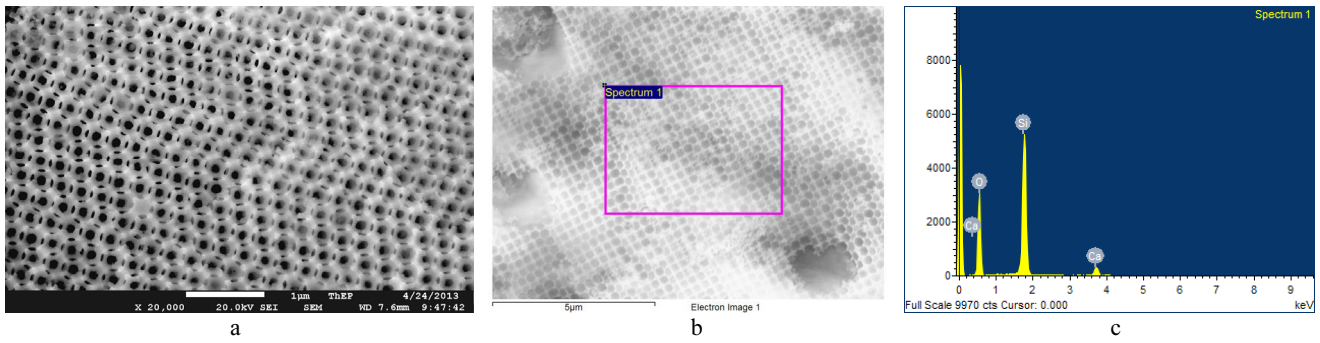 X 20,000 20.0kV SEI 1μm ThEP SEM WD 7.6mm 4/24/2013 9:47:42
a
Spectrum 1
5μm Electron Image 1
b
Spectrum 1
8000
6000
4000
2000
0
Si
O
Ca
Ca
0 1 2 3 4 5 6 7 8 9
Full Scale 9970 cts Cursor: 0.000 keV
c